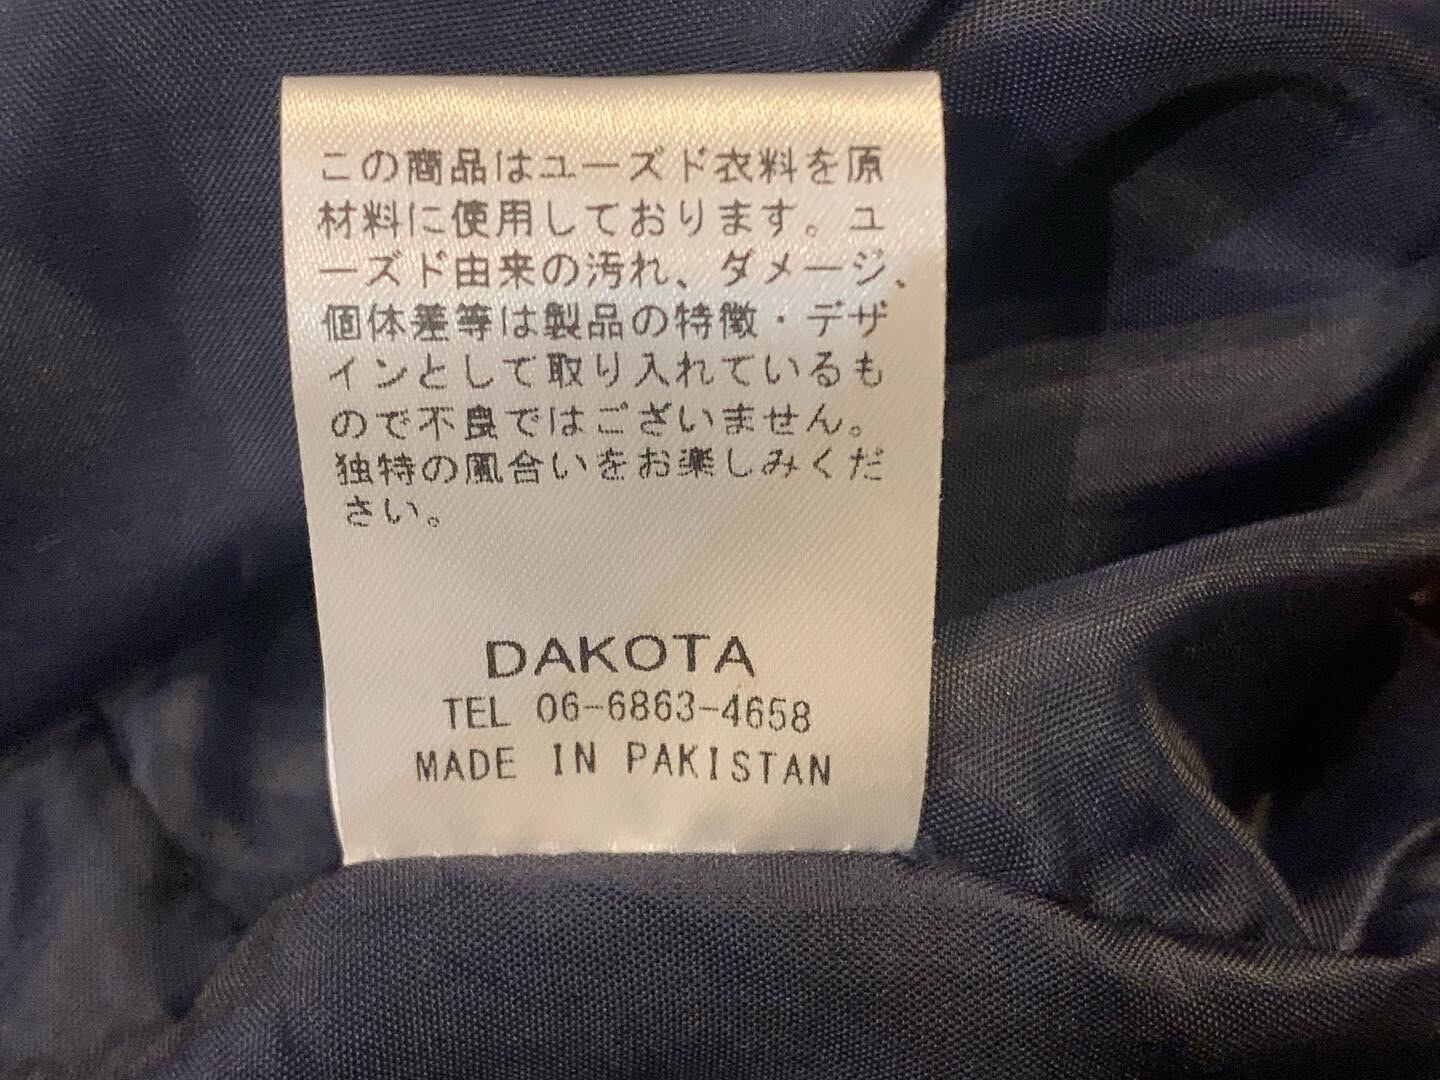 この商品はユーズド衣料を原
材料に使用しております。ユ
ーズド由来の汚れ、ダメージ、
個体差等は製品の特徴・デザ
インとして取り入れているも
ので不良ではございません。
独特の風合いをお楽しみくだ
さい。
DAKOTA
TEL 06-6863-4658
MADE IN PAKISTAN